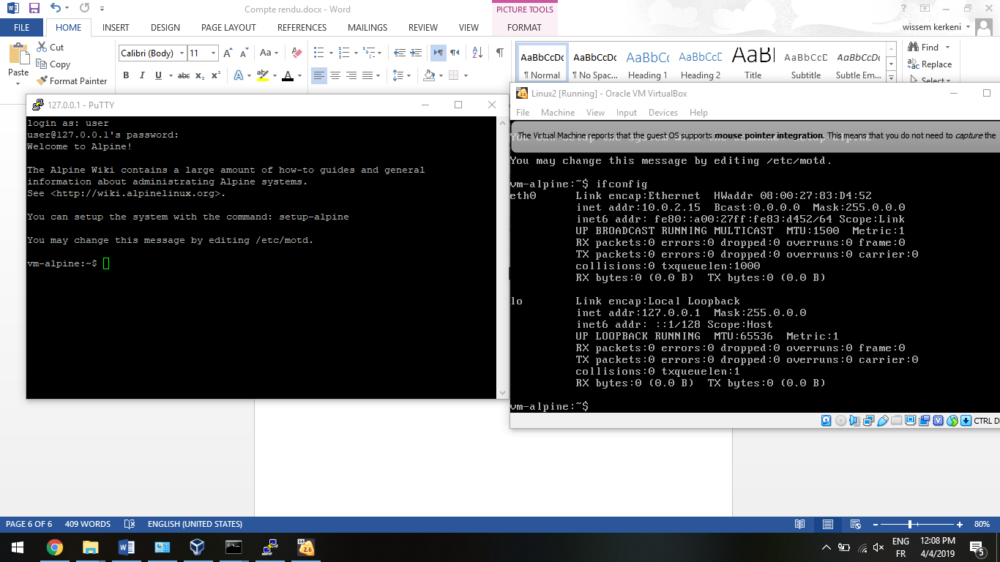 Compte rendu.docx - Word
PICTURE TOOLS
FILE HOME INSERT DESIGN PAGE LAYOUT REFERENCES MAILINGS REVIEW VIEW FORMAT
wissem kerkeni
Paste
Cut
Copy
Format Painter
Calibri (Body) 11
AaBbCcDc AaBbCcDc AaBbCc AaBbCcD AaBl AaBbCcD AaBbCcDc
¶ Normal ¶ No Spac... Heading 1 Heading 2 Title Subtitle Subtle Em...
Find
Replace
Select
127.0.0.1 - PuTTY
login as: user
user@127.0.0.1's password:
Welcome to Alpine!
The Alpine Wiki contains a large amount of how-to guides and general
information about administrating Alpine systems.
See <http://wiki.alpinelinux.org>.
You can setup the system with the command: setup-alpine
You may change this message by editing /etc/motd.
vm-alpine:~$
Linux2 [Running] - Oracle VM VirtualBox
File Machine View Input Devices Help
The Virtual Machine reports that the guest OS supports mouse pointer integration. This means that you do not need to capture the
You can setup the system with the command: setup-alpine
You may change this message by editing /etc/motd.
vm-alpine:~$ ifconfig
eth0 Link encap:Ethernet HWaddr 08:00:27:83:D4:52
inet addr:10.0.2.15 Bcast:0.0.0.0 Mask:255.0.0.0
inet6 addr: fe80::a00:27ff:fe83:d452/64 Scope:Link
UP BROADCAST RUNNING MULTICAST MTU:1500 Metric:1
RX packets:0 errors:0 dropped:0 overruns:0 frame:0
TX packets:0 errors:0 dropped:0 overruns:0 carrier:0
collisions:0 txqueuelen:1000
RX bytes:0 (0.0 B) TX bytes:0 (0.0 B)
lo Link encap:Local Loopback
inet addr:127.0.0.1 Mask:255.0.0.0
inet6 addr: ::1/128 Scope:Host
UP LOOPBACK RUNNING MTU:65536 Metric:1
RX packets:0 errors:0 dropped:0 overruns:0 frame:0
TX packets:0 errors:0 dropped:0 overruns:0 carrier:0
collisions:0 txqueuelen:1
RX bytes:0 (0.0 B) TX bytes:0 (0.0 B)
vm-alpine:~$
CTRL D
PAGE 6 OF 6 409 WORDS ENGLISH (UNITED STATES) 80%
ENG 12:08 PM
FR 4/4/2019
5